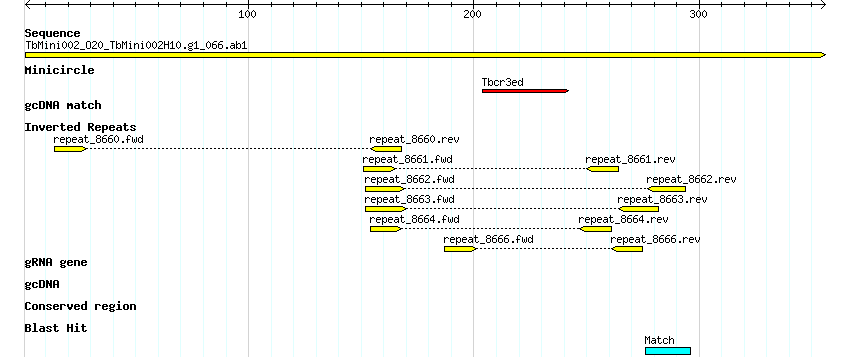 100 200 300
Sequence
TbMini002_O20_TbMini002H10.g1_066.ab1
Minicircle
Tbcr3ed
gcDNA match
Inverted Repeats
repeat_8660.fwd repeat_8660.rev
repeat_8661.fwd repeat_8661.rev
repeat_8662.fwd repeat_8662.rev
repeat_8663.fwd repeat_8663.rev
repeat_8664.fwd repeat_8664.rev
repeat_8666.fwd repeat_8666.rev
gRNA gene
gcDNA
Conserved region
Blast Hit
Match